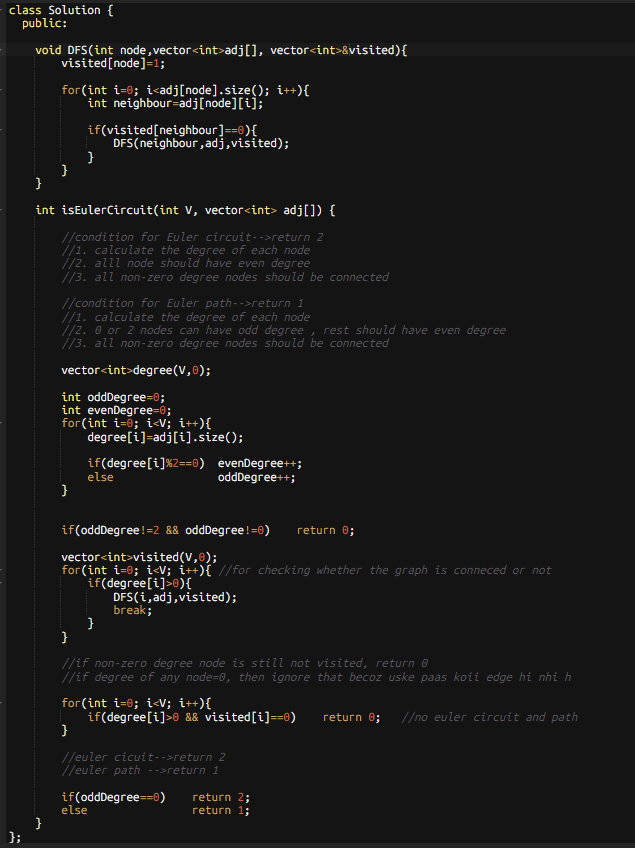 class Solution {
public:
void DFS(int node,vector<int>adj[], vector<int>&visited){
visited[node]=1;
for(int i=0; i<adj[node].size(); i++){
int neighbour=adj[node][i];
if(visited[neighbour]==0){
DFS(neighbour,adj,visited);
}
}
}
int isEulerCircuit(int V, vector<int> adj[]) {
//condition for Euler circuit-->return 2
//1. calculate the degree of each node
//2. alll node should have even degree
//3. all non-zero degree nodes should be connected
//condition for Euler path-->return 1
//1. calculate the degree of each node
//2. 0 or 2 nodes can have odd degree , rest should have even degree
//3. all non-zero degree nodes should be connected
vector<int>degree(V,0);
int oddDegree=0;
int evenDegree=0;
for(int i=0; i<V; i++){
degree[i]=adj[i].size();
if(degree[i]%2==0)  evenDegree++;
else                oddDegree++;
}
if(oddDegree!=2 && oddDegree!=0)    return 0;
vector<int>visited(V,0);
for(int i=0; i<V; i++){ //for checking whether the graph is conneced or not
if(degree[i]>0){
DFS(i,adj,visited);
break;
}
}
//if non-zero degree node is still not visited, return 0
//if degree of any node=0, then ignore that becoz uske paas koii edge hi nhi h
for(int i=0; i<V; i++){
if(degree[i]>0 && visited[i]==0)    return 0;   //no euler circuit and path
}
//euler cicuit-->return 2
//euler path -->return 1
if(oddDegree==0)    return 2;
else                return 1;
}
};